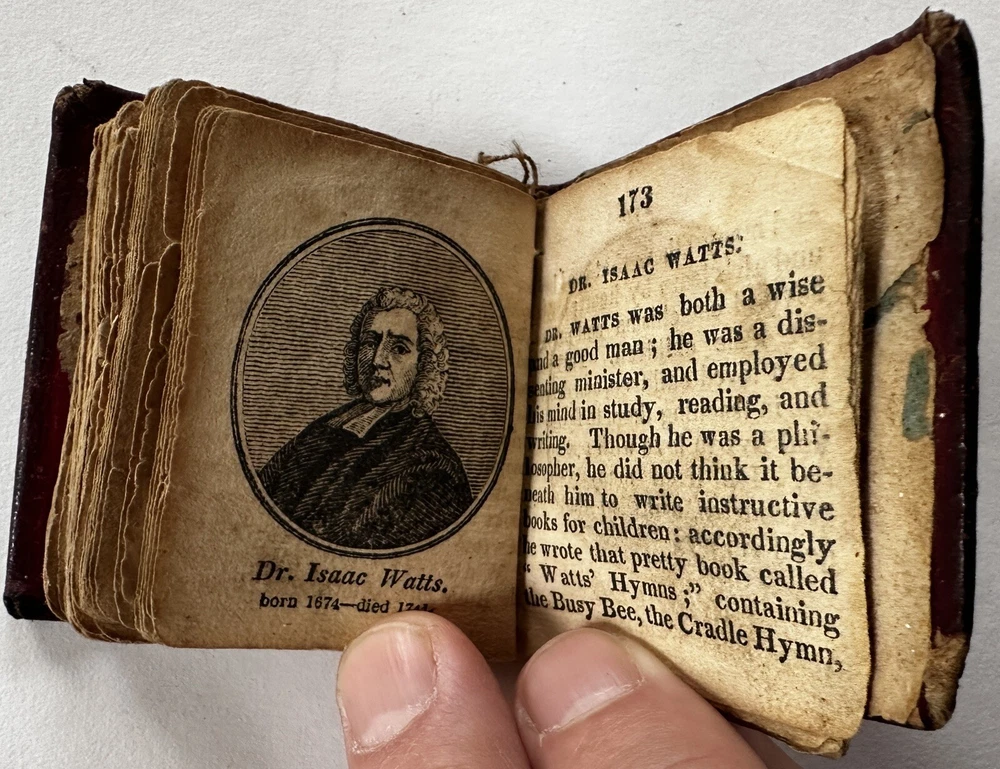 Dr. Isaac Watts.
born 1674—died
173
DR. ISAAC WATTS.
DR. WATTS was both a wise
and a good man; he was a dis-
senting minister, and employed
his mind in study, reading, and
writing. Though he was a phi-
losopher, he did not think it be-
neath him to write instructive
books for children: accordingly
he wrote that pretty book called
“ Watts' Hymns;” containing
the Busy Bee, the Cradle Hymn,